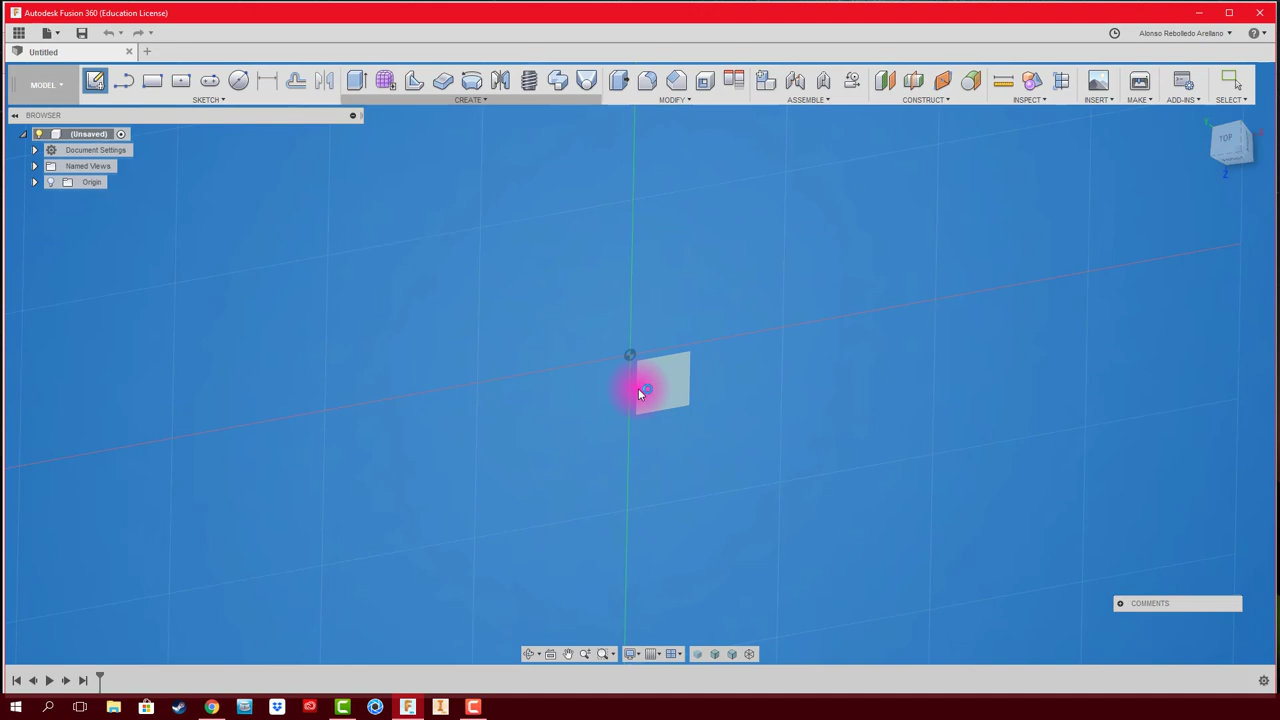 Autodesk Fusion 360 (Education License)
Alonso Rebolledo Arellano
Untitled
MODEL
SKETCH
CREATE
MODIFY
ASSEMBLE
CONSTRUCT
INSPECT
INSERT
MAKE
ADD-INS
SELECT
BROWSER
(Unsaved)
Document Settings
Named Views
Origin
TOP
Z
COMMENTS